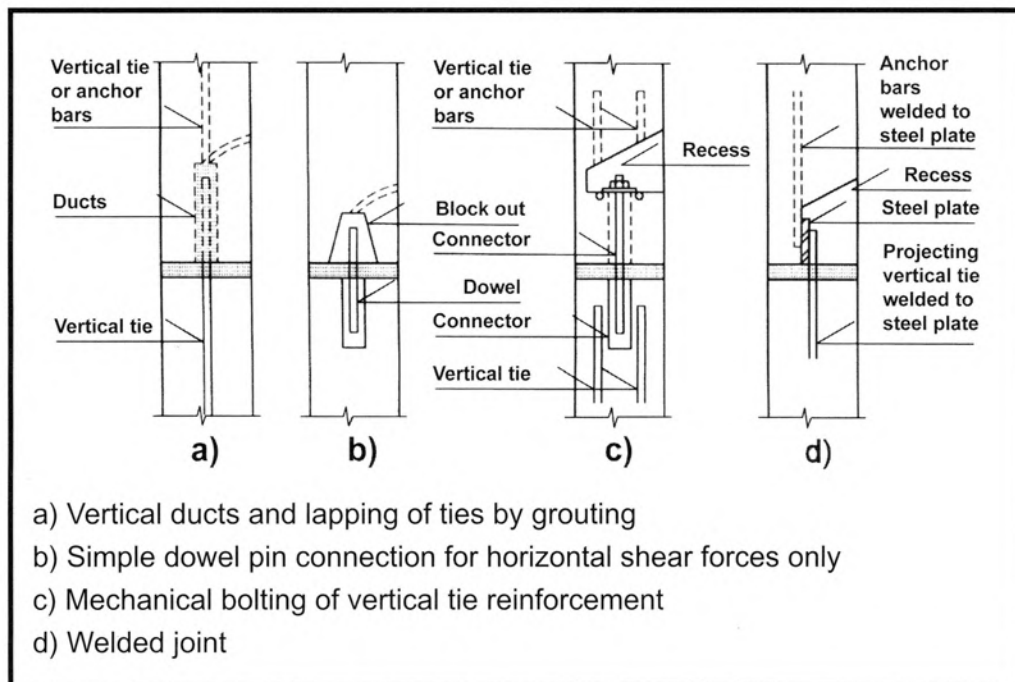 Vertical tie
or anchor
bars
Ducts
Vertical tie
a)
Block out
Dowel
b)
Vertical tie
or anchor
bars
Recess
Connector
Connector
Vertical tie
c)
Anchor
bars
welded to
steel plate
Recess
Steel plate
Projecting
vertical tie
welded to
steel plate
d)
a) Vertical ducts and lapping of ties by grouting
b) Simple dowel pin connection for horizontal shear forces only
c) Mechanical bolting of vertical tie reinforcement
d) Welded joint